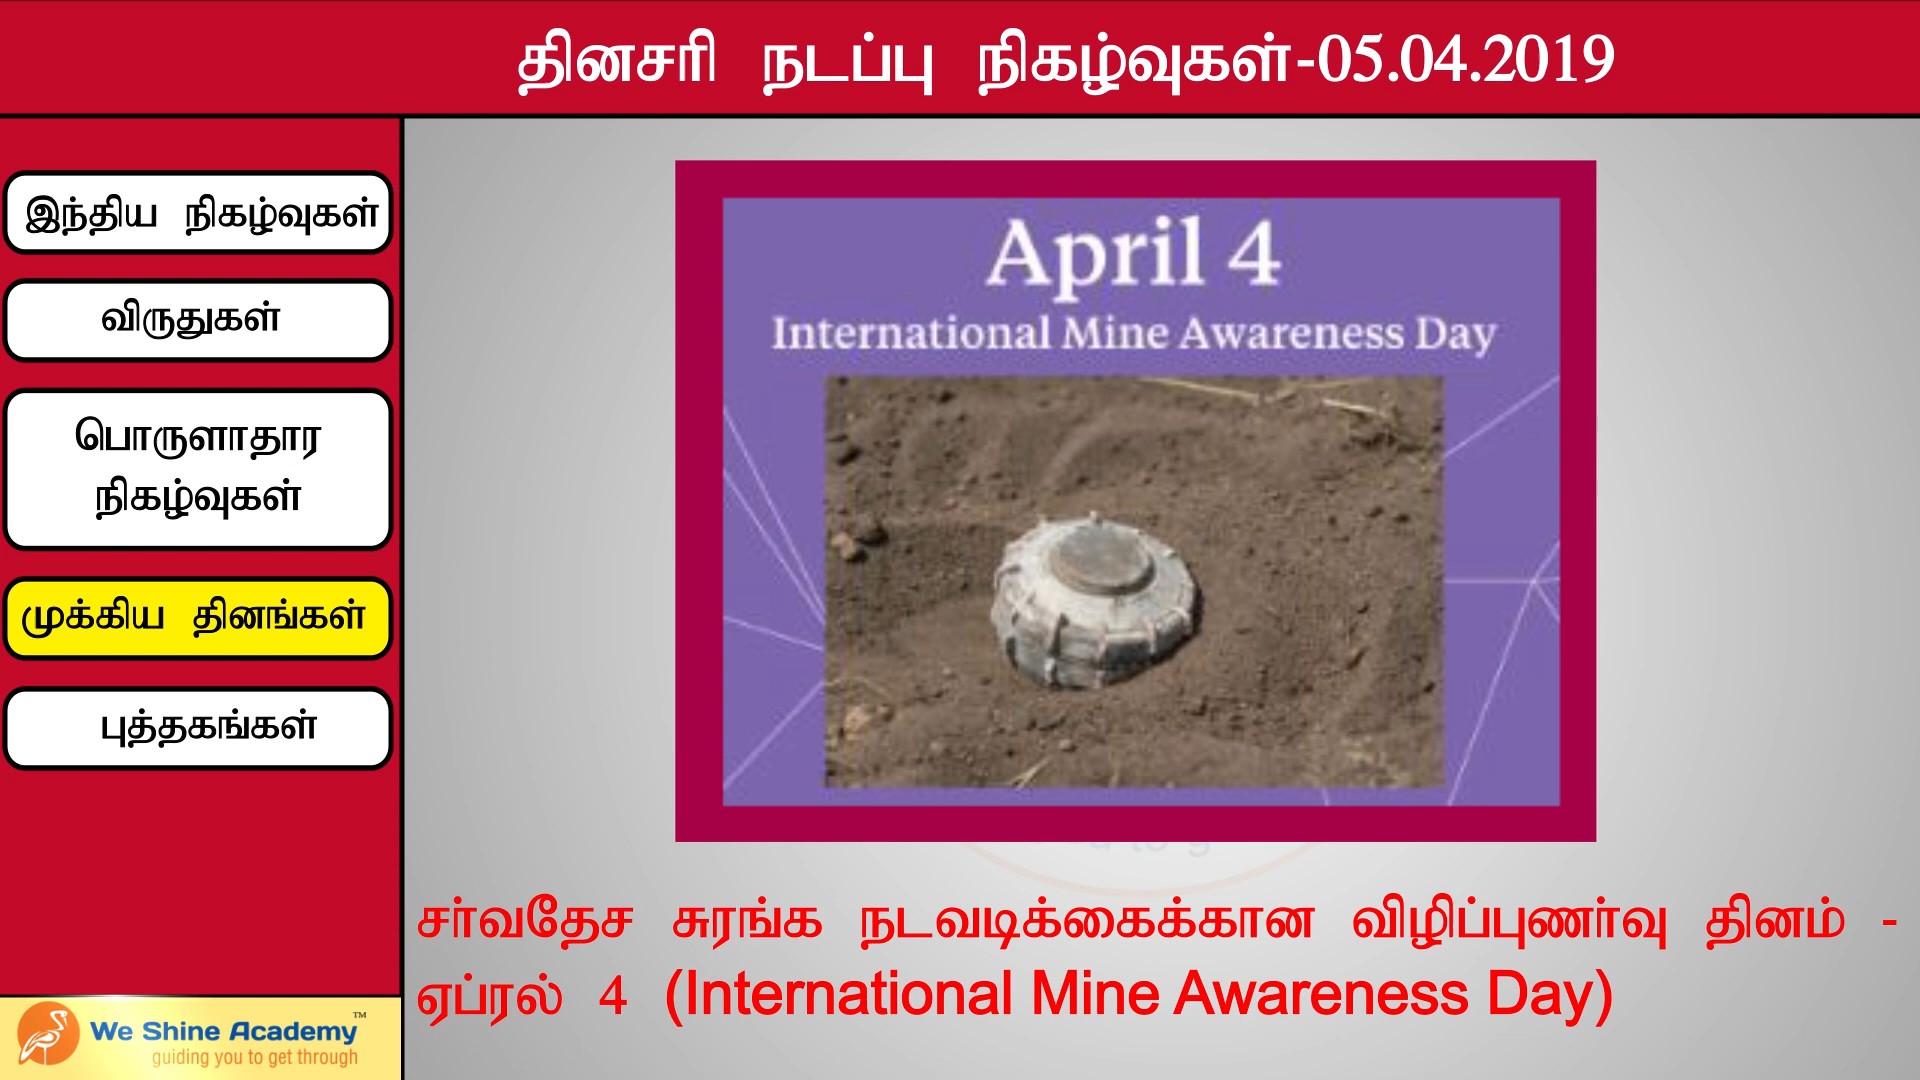 தினசரி நடப்பு நிகழ்வுகள்-05.04.2019
இந்திய நிகழ்வுகள்
விருதுகள்
பொருளாதார
நிகழ்வுகள்
முக்கிய தினங்கள்
புத்தகங்கள்
April 4
International Mine Awareness Day
சர்வதேச சுரங்க நடவடிக்கைக்கான விழிப்புணர்வு தினம் -
ஏப்ரல் 4 (International Mine Awareness Day)
We Shine Academy™
guiding you to get through